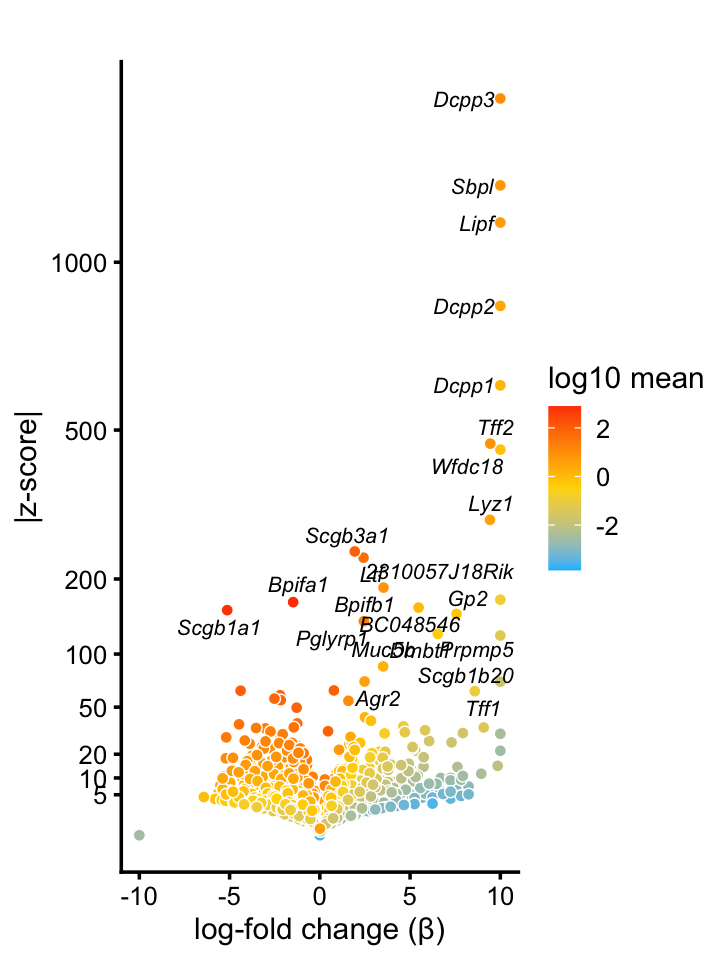 Dcpp3
Sbpl
Lipf
1000
Dcpp2
Dcpp1
log10 mean
Tff2
500
2
Wfdc18
0
Lyz1
-2
|z-score|
Scgb3a1
Ltf
2310057J18Rik
200
Bpifa1
Gp2
Bpifb1
Scgb1a1
BC048546
Pglyrp1
Muc5b
Dmbt1
Prpmp5
100
Scgb1b20
Agr2
50
Tff1
20
10
5
-10 -5 0 5 10
log-fold change (β)